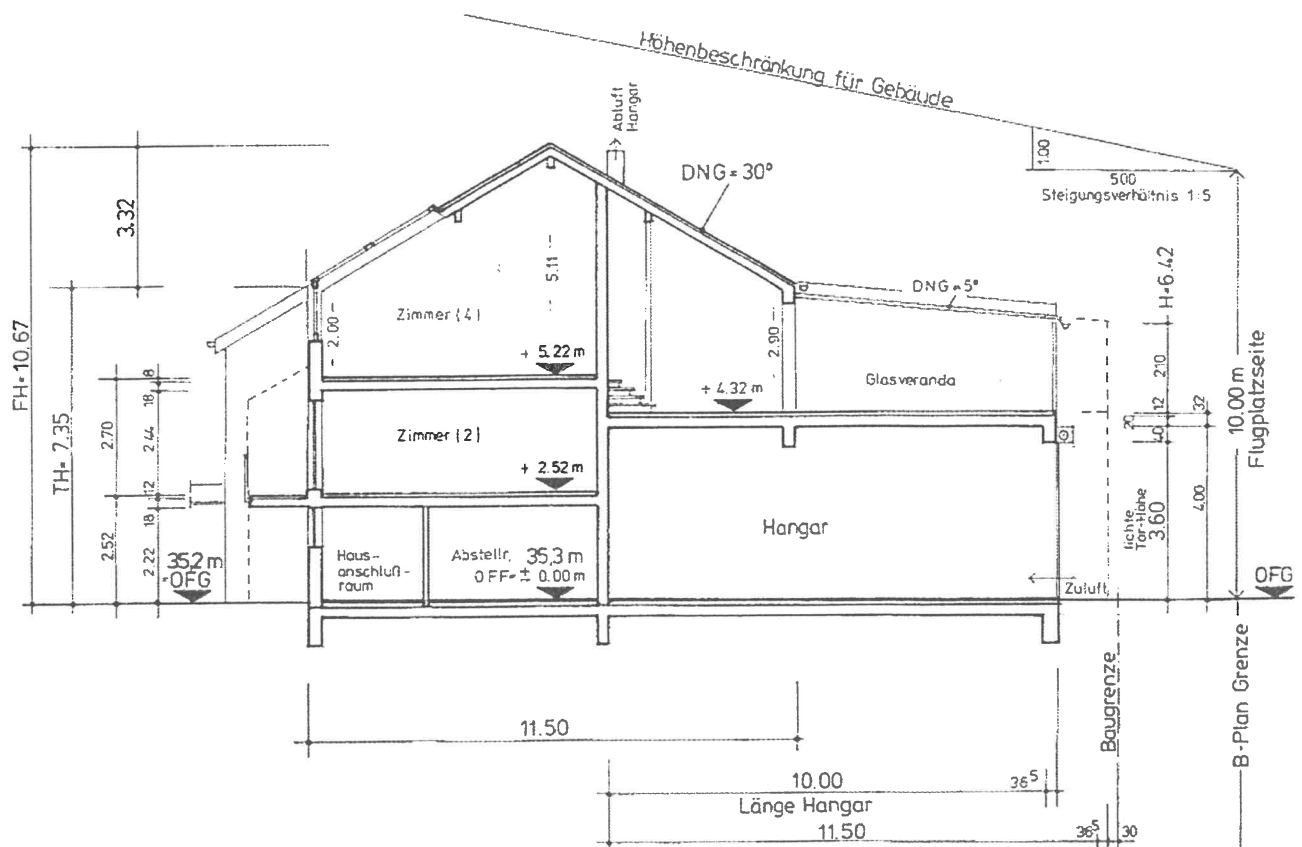 Höhenbeschränkung für Gebäude
Abluft
Hangar
1.00
500
Steigungsverhältnis 1:5
DNG = 30°
3.32
FH= 10.67
TH= 7.35
5.11
2.00
Zimmer (4)
+ 5.22 m
DNG = 5°
H=6.42
2.90
Glasveranda
+ 4.32 m
2.10
12
32
20
40
10.00 m
Flugplatzseite
8
18
2.70
2.44
Zimmer (2)
+ 2.52 m
12
18
2.52
2.22
Hangar
lichte
Tor-Höhe
3.60
4.00
35,2 m
=OFG
Haus-
anschluß-
raum
Abstellr.
35,3 m
OFF= ± 0.00 m
Zuluft
OFG
Baugrenze
B-Plan Grenze
11.50
10.00
36⁵
Länge Hangar
11.50
36⁵
30